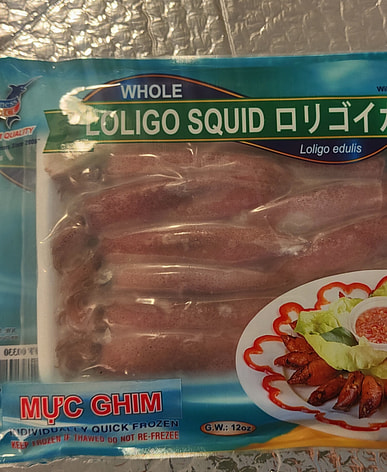 QUALITY
WHOLE
LOLIGO SQUID ロリゴイカ
Loligo edulis
MỰC GHIM
INDIVIDUALLY QUICK FROZEN
KEEP FROZEN IF THAWED DO NOT RE-FREEZE
G.W.: 12oz